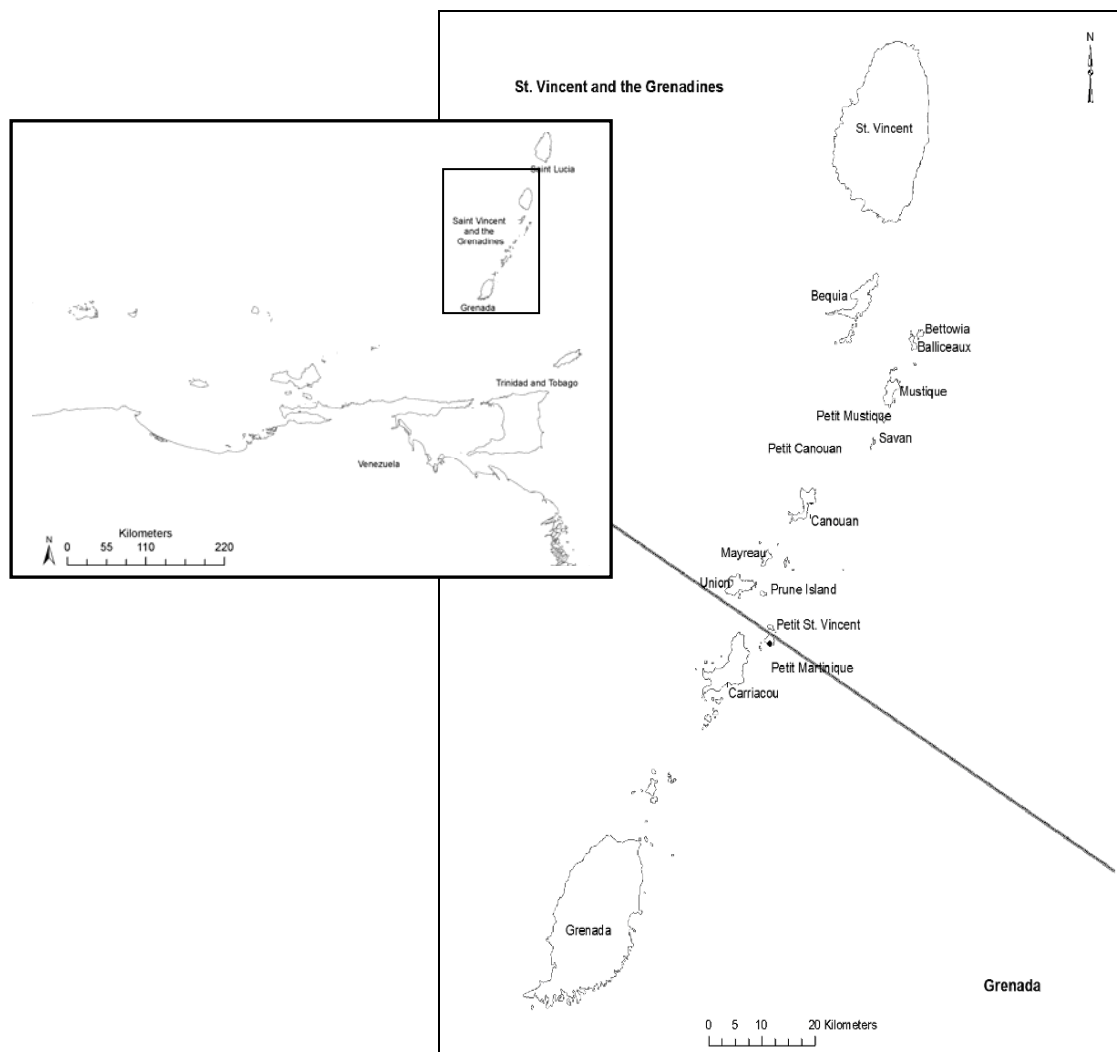 St. Vincent and the Grenadines
N
St. Vincent
Bequia
Bettowia
Balliceaux
Mustique
Petit Mustique
Savan
Petit Canouan
Canouan
Mayreau
Union
Prune Island
Petit St. Vincent
Petit Martinique
Carriacou
Grenada
Grenada
0 5 10 20 Kilometers
Saint Lucia
Saint Vincent
and the
Grenadines
Grenada
Trinidad and Tobago
Venezuela
Kilometers
N
0 55 110 220